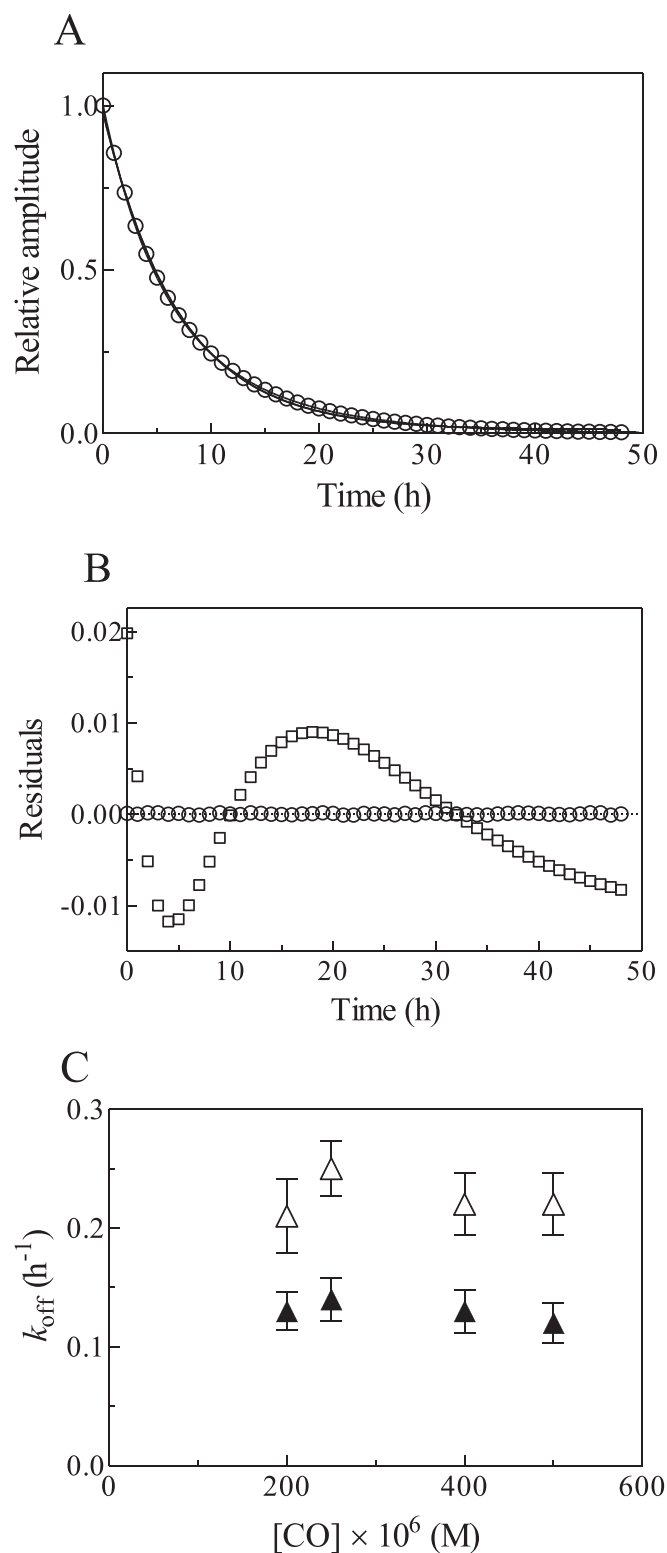 A
1.0
0.5
0.0
Relative amplitude
0 10 20 30 40 50
Time (h)
B
0.02
0.01
0.00
-0.01
Residuals
0 10 20 30 40 50
Time (h)
C
0.3
0.2
0.1
0.0
k_off (h⁻¹)
0 200 400 600
[CO] × 10⁶ (M)